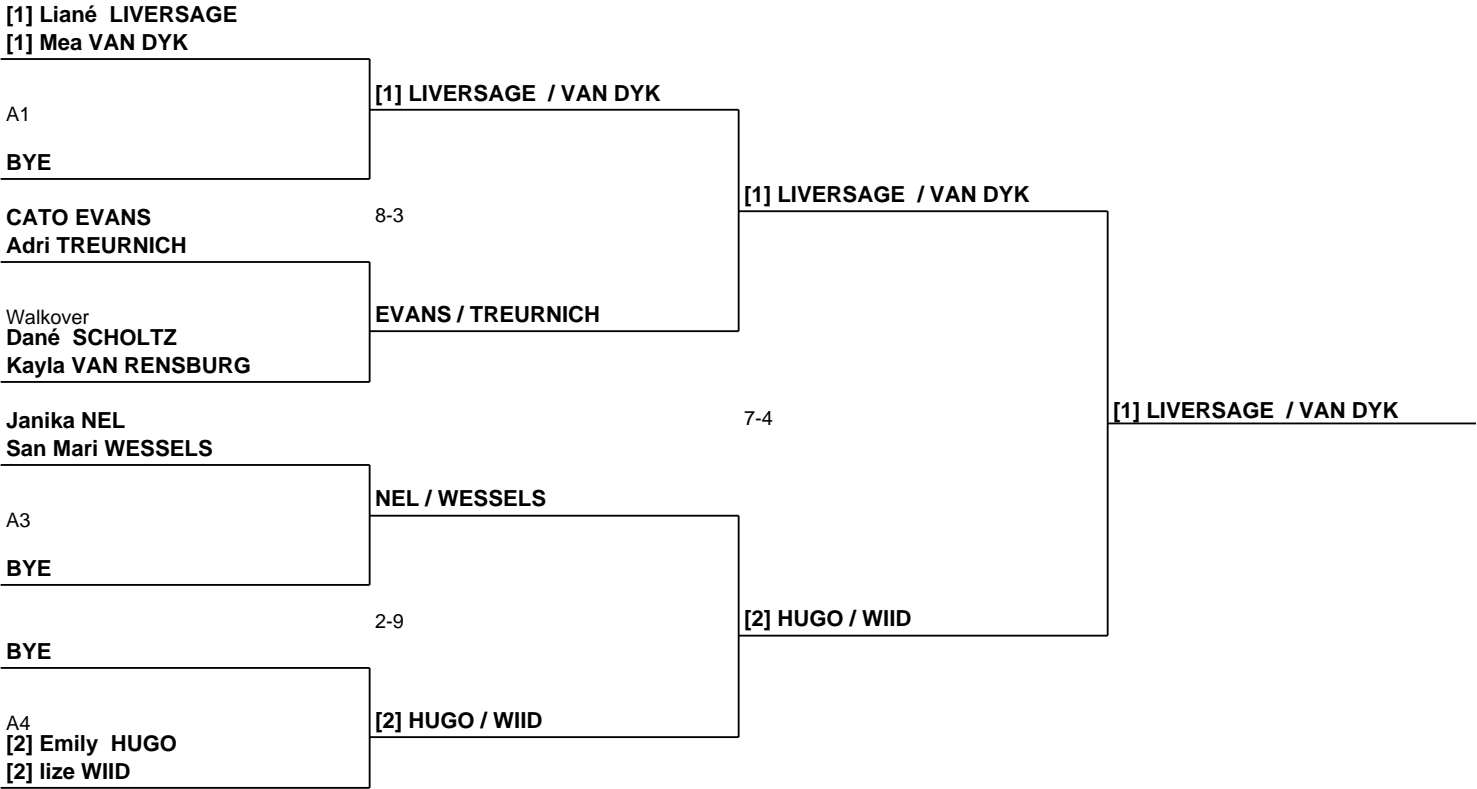 [1] Liané LIVERSAGE
[1] Mea VAN DYK
A1
BYE
CATO EVANS
Adri TREURNICH
Walkover
Dané SCHOLTZ
Kayla VAN RENSBURG
Janika NEL
San Mari WESSELS
A3
BYE
BYE
A4
[2] Emily HUGO
[2] lize WIID
[1] LIVERSAGE / VAN DYK
8-3
EVANS / TREURNICH
NEL / WESSELS
2-9
[2] HUGO / WIID
[1] LIVERSAGE / VAN DYK
7-4
[2] HUGO / WIID
[1] LIVERSAGE / VAN DYK